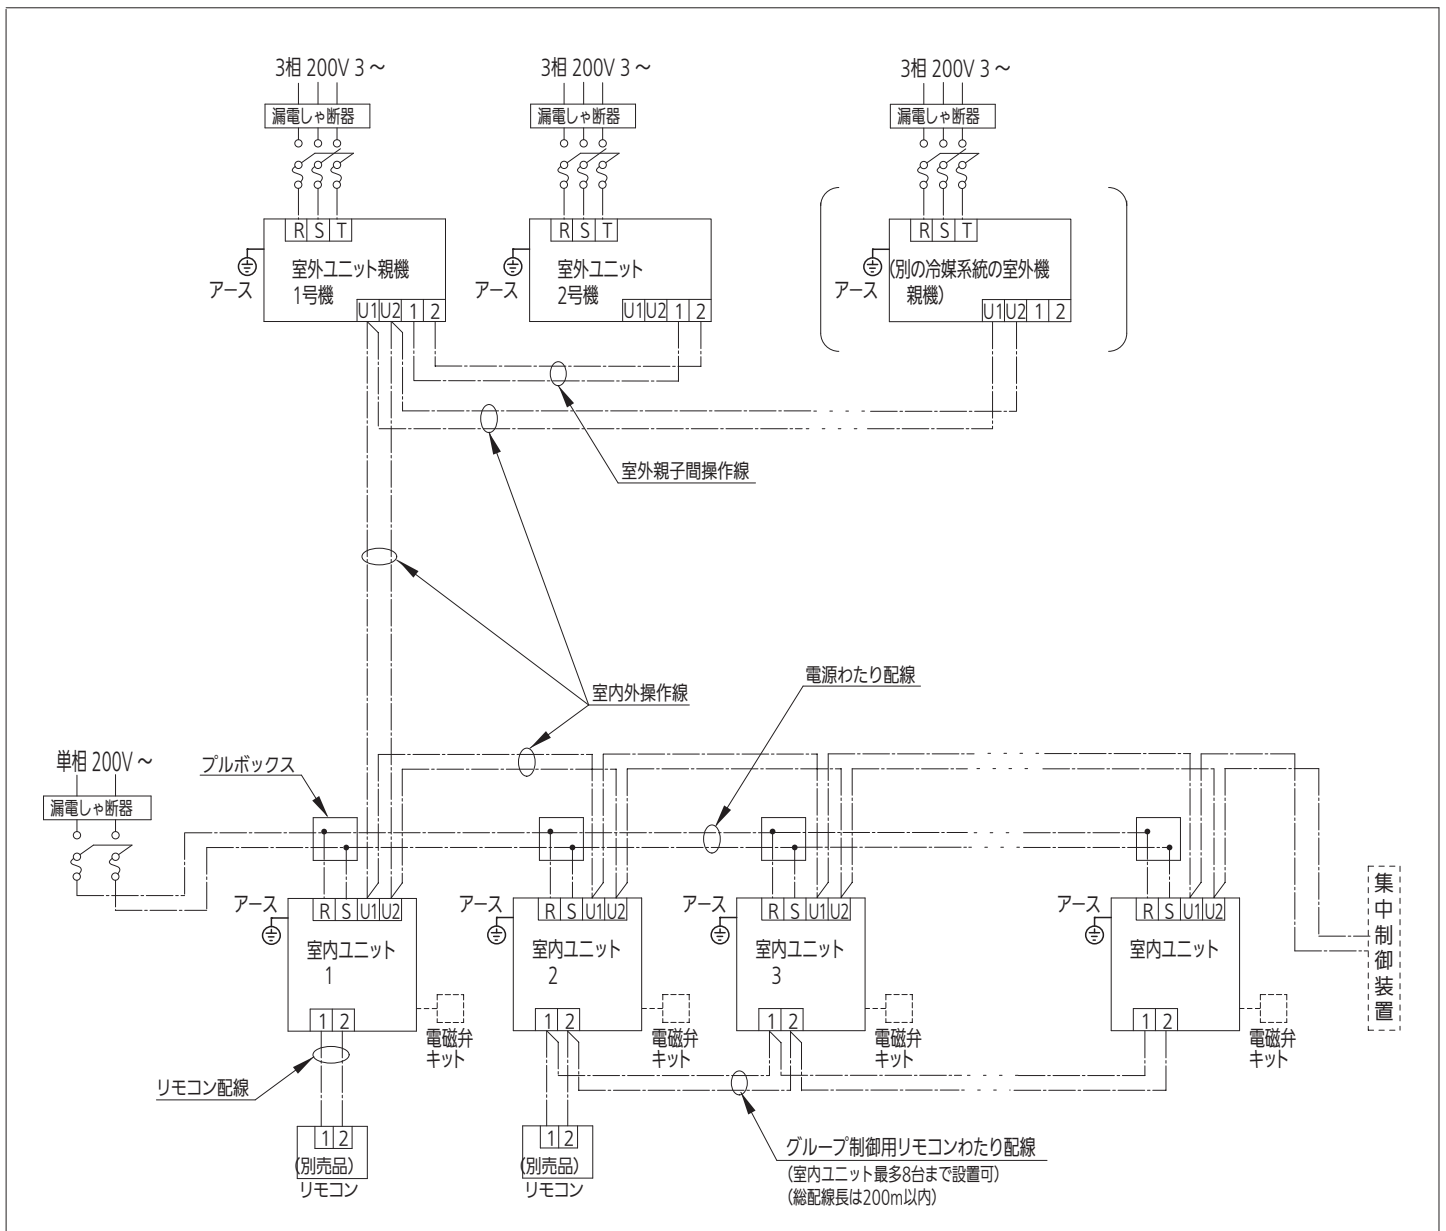 3相 200V 3～
3相 200V 3～
3相 200V 3～
漏電しゃ断器
漏電しゃ断器
漏電しゃ断器
R S T
R S T
R S T
アース
室外ユニット親機
1号機
U1 U2 1 2
アース
室外ユニット
2号機
U1 U2 1 2
アース
(別の冷媒系統の室外機
親機)
U1 U2 1 2
室外親子間操作線
室内外操作線
電源わたり配線
単相 200V～
漏電しゃ断器
プルボックス
アース
R S U1 U2
室内ユニット
1
1 2
電磁弁
キット
アース
R S U1 U2
室内ユニット
2
1 2
電磁弁
キット
アース
R S U1 U2
室内ユニット
3
1 2
電磁弁
キット
アース
R S U1 U2
室内ユニット
1 2
電磁弁
キット
集中制御装置
リモコン配線
1 2
(別売品)
リモコン
1 2
(別売品)
リモコン
グループ制御用リモコンわたり配線
(室内ユニット最多8台まで設置可)
(総配線長は200m以内)